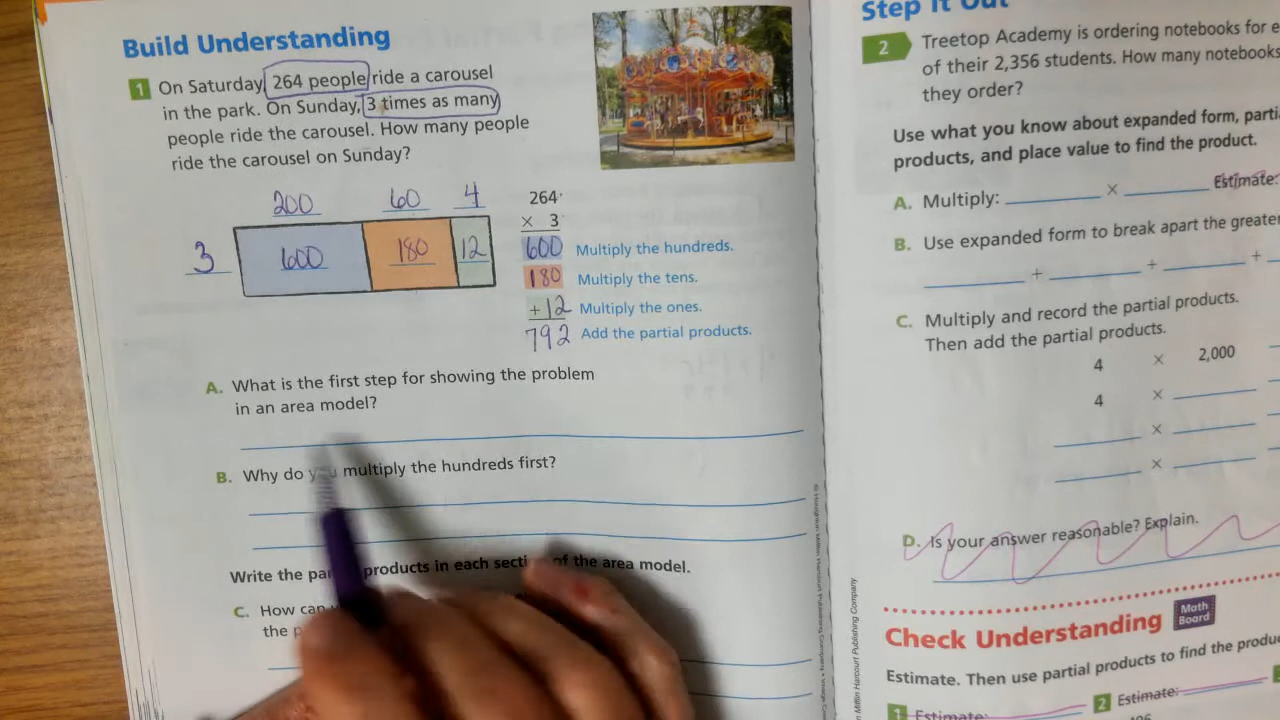 Build Understanding
1 On Saturday, 264 people ride a carousel
in the park. On Sunday, 3 times as many
people ride the carousel. How many people
ride the carousel on Sunday?
200 60 4
3 600 180 12
264
× 3
600 Multiply the hundreds.
180 Multiply the tens.
+12 Multiply the ones.
792 Add the partial products.
A. What is the first step for showing the problem
in an area model?
B. Why do you multiply the hundreds first?
Write the products in each section of the area model.
C. How can
the
Step It Out
2 Treetop Academy is ordering notebooks for
of their 2,356 students. How many notebooks
they order?
Use what you know about expanded form,
products, and place value to find the product.
A. Multiply: × Estimate:
B. Use expanded form to break apart the
+ + +
C. Multiply and record the partial products.
Then add the partial products.
4 × 2,000
4 ×
×
×
D. Is your answer reasonable? Explain.
Check Understanding Math
Board
Estimate. Then use partial products to find the
1 Estimate: 2 Estimate:
Houghton Mifflin Harcourt Publishing Company